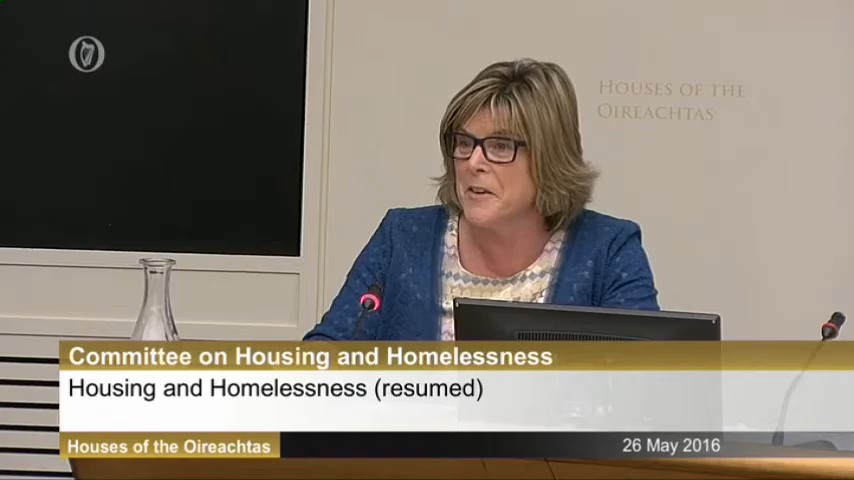 HOUSES OF THE
OIREACHTAS
Committee on Housing and Homelessness
Housing and Homelessness (resumed)
Houses of the Oireachtas
26 May 2016